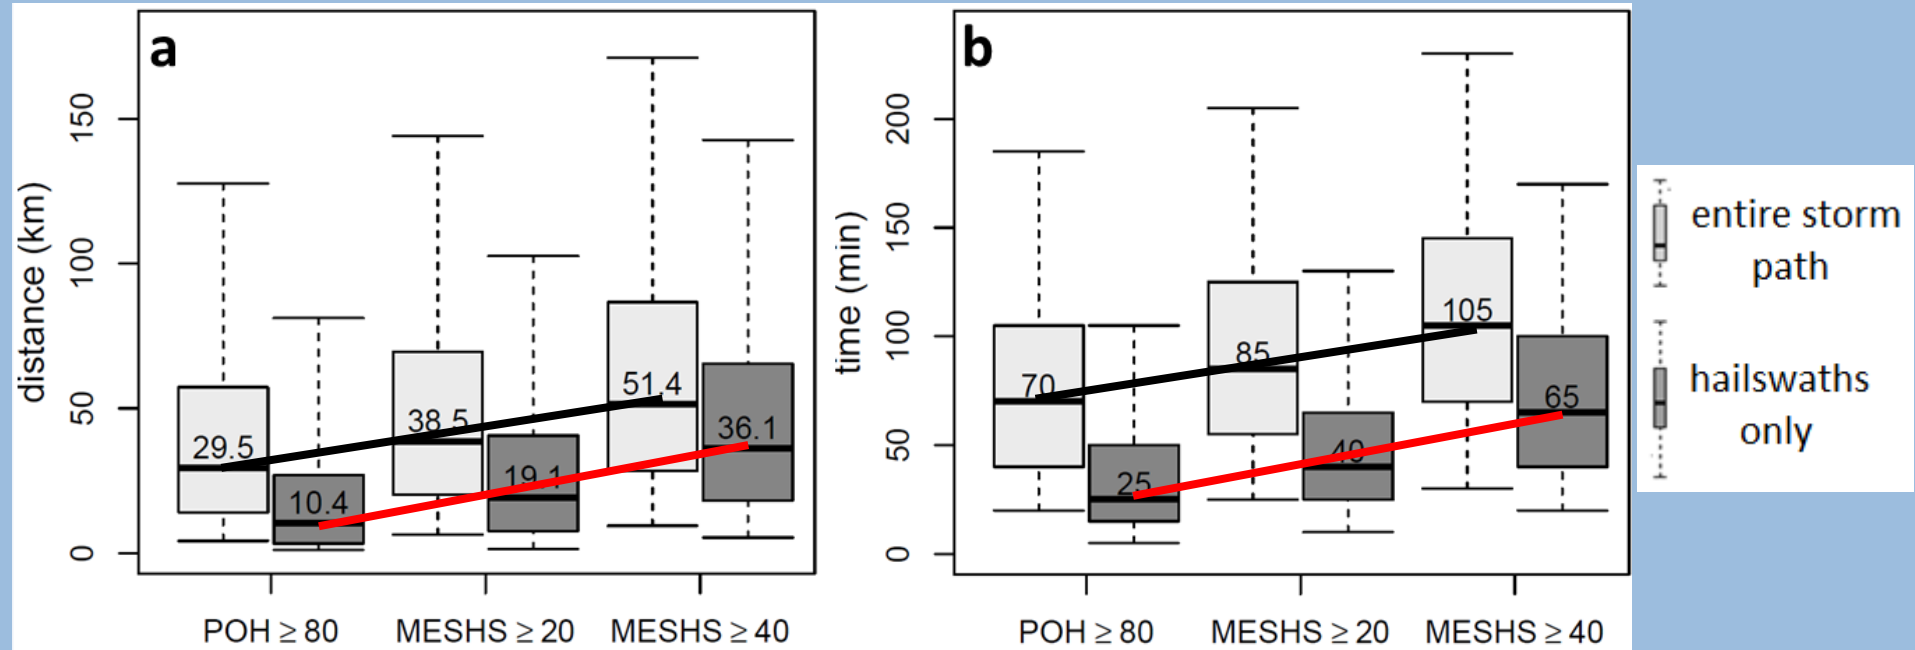 a
distance (km)
0
50
100
150
29.5
10.4
38.5
19.1
51.4
36.1
POH ≥ 80
MESHS ≥ 20
MESHS ≥ 40
b
time (min)
0
50
100
150
200
70
25
85
40
105
65
POH ≥ 80
MESHS ≥ 20
MESHS ≥ 40
entire storm
path
hailswaths
only